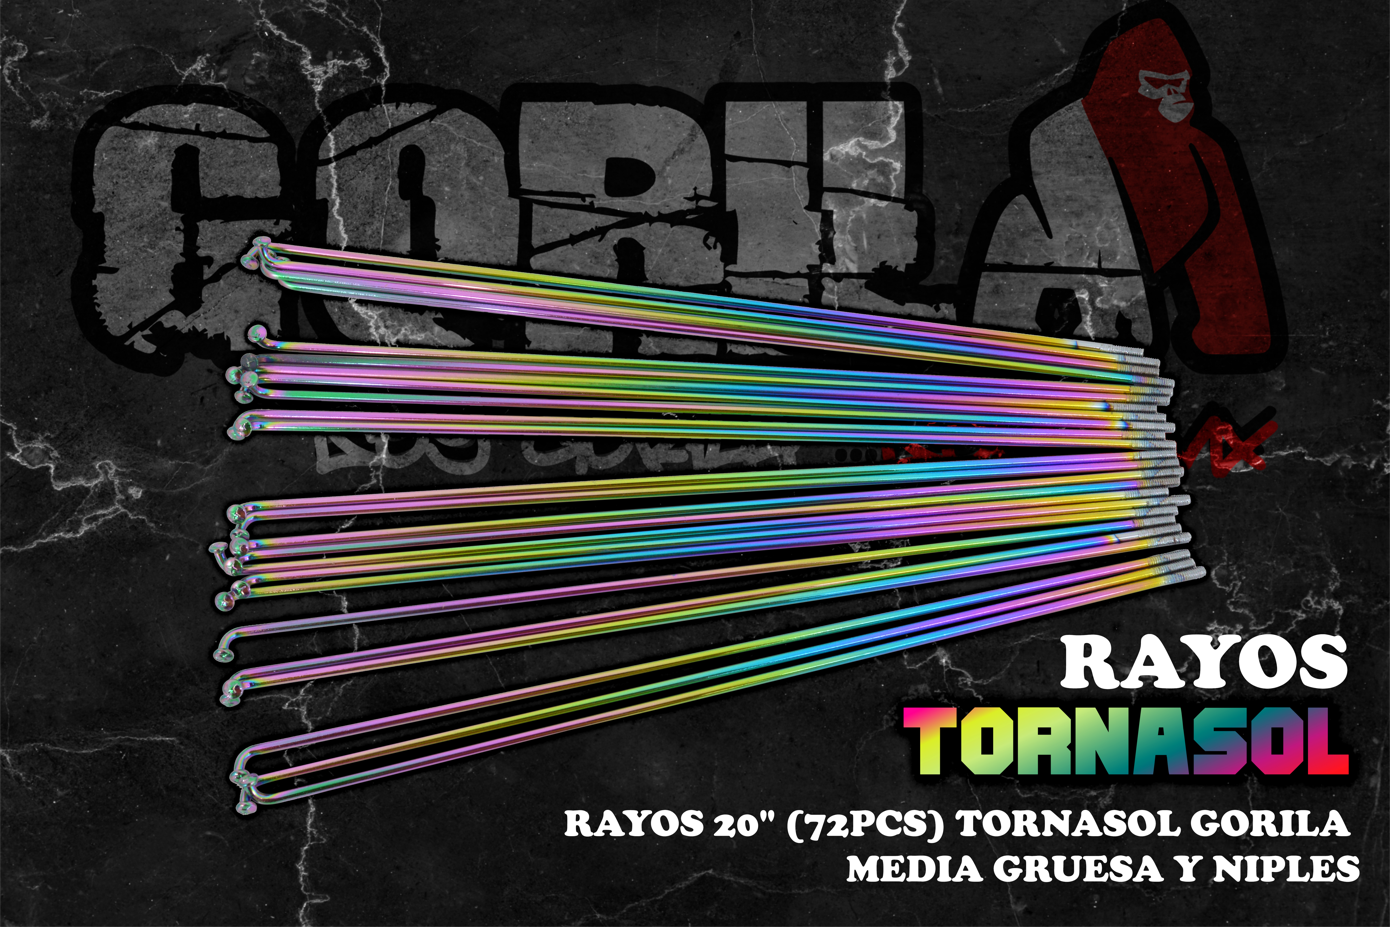 GORILA
RAYOS
TORNASOL
RAYOS 20" (72PCS) TORNASOL GORILA
MEDIA GRUESA Y NIPLES